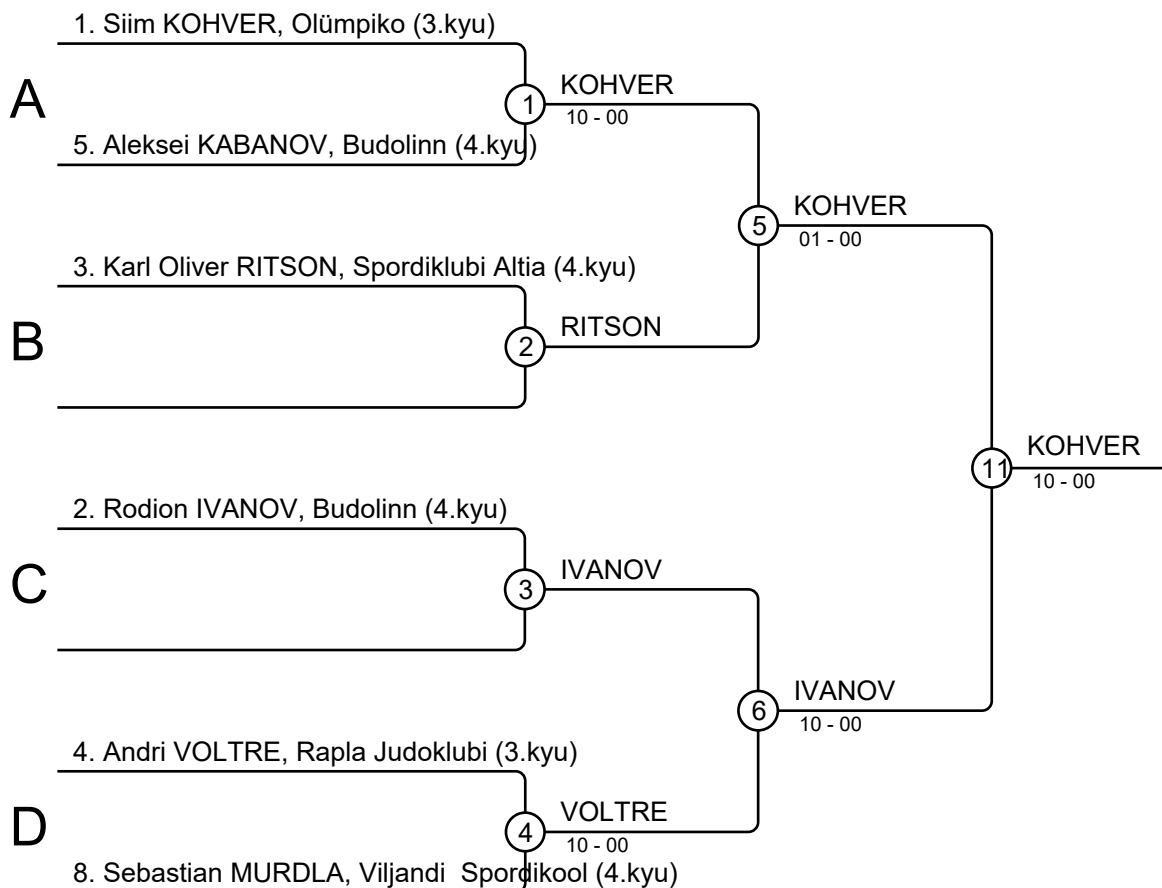 1. Siim KOHVER, Olümpiko (3.kyu)
A
1
KOHVER
10 - 00
5. Aleksei KABANOV, Budolinn (4.kyu)
5
KOHVER
01 - 00
3. Karl Oliver RITSON, Spordiklubi Altia (4.kyu)
B
2
RITSON
11
KOHVER
10 - 00
2. Rodion IVANOV, Budolinn (4.kyu)
C
3
IVANOV
6
IVANOV
10 - 00
4. Andri VOLTRE, Rapla Judoklubi (3.kyu)
D
4
VOLTRE
10 - 00
8. Sebastian MURDLA, Viljandi  Spordikool (4.kyu)